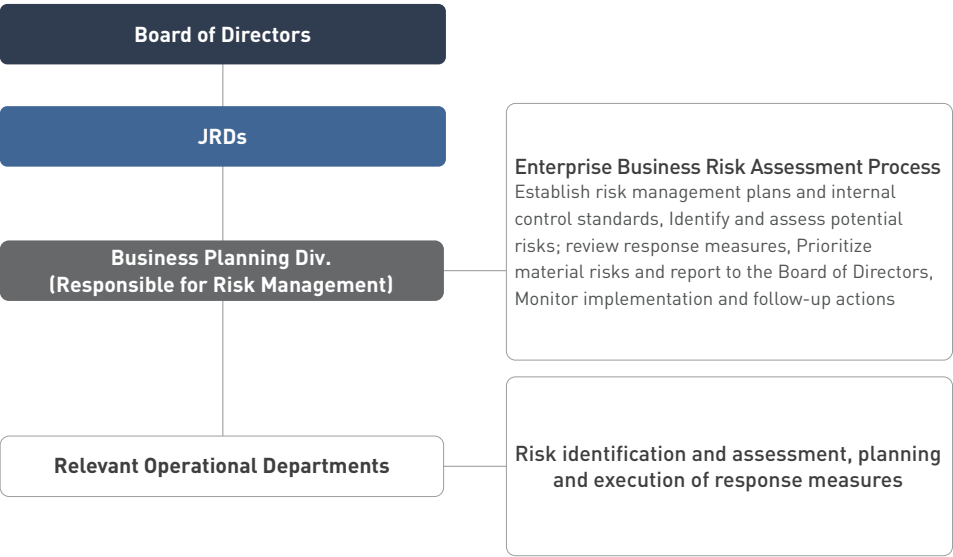 Board of Directors
JRDs
Business Planning Div.
(Responsible for Risk Management)
Enterprise Business Risk Assessment Process
Establish risk management plans and internal
control standards, Identify and assess potential
risks; review response measures, Prioritize
material risks and report to the Board of Directors,
Monitor implementation and follow-up actions
Relevant Operational Departments
Risk identification and assessment, planning
and execution of response measures